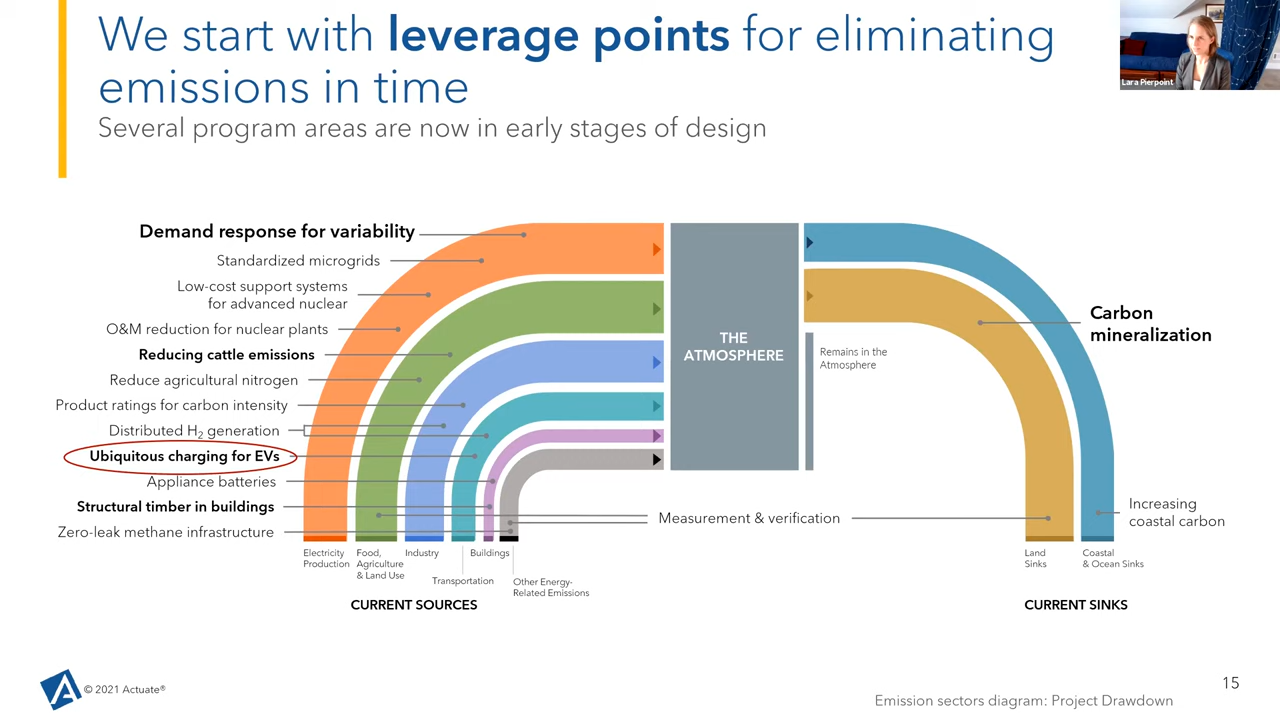 We start with leverage points for eliminating
emissions in time
Several program areas are now in early stages of design
Lara Pierpoint
Demand response for variability
Standardized microgrids
Low-cost support systems
for advanced nuclear
O&M reduction for nuclear plants
Reducing cattle emissions
Reduce agricultural nitrogen
Product ratings for carbon intensity
Distributed H₂ generation
Ubiquitous charging for EVs
Appliance batteries
Structural timber in buildings
Zero-leak methane infrastructure
THE
ATMOSPHERE
Remains in the
Atmosphere
Carbon
mineralization
Measurement & verification
Increasing
coastal carbon
Electricity
Production
Food,
Agriculture
& Land Use
Industry
Transportation
Buildings
Other Energy-
Related Emissions
Land
Sinks
Coastal
& Ocean Sinks
CURRENT SOURCES
CURRENT SINKS
© 2021 Actuate®
15
Emission sectors diagram: Project Drawdown